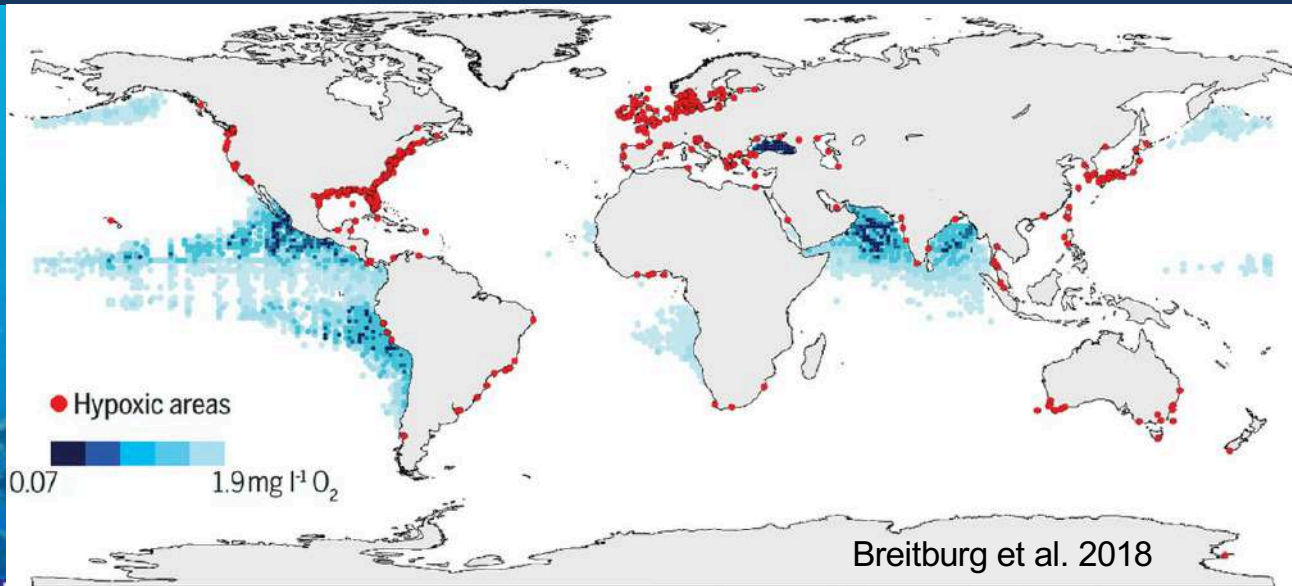 Hypoxic areas
0.07 1.9 mg l⁻¹ O₂
Breitburg et al. 2018